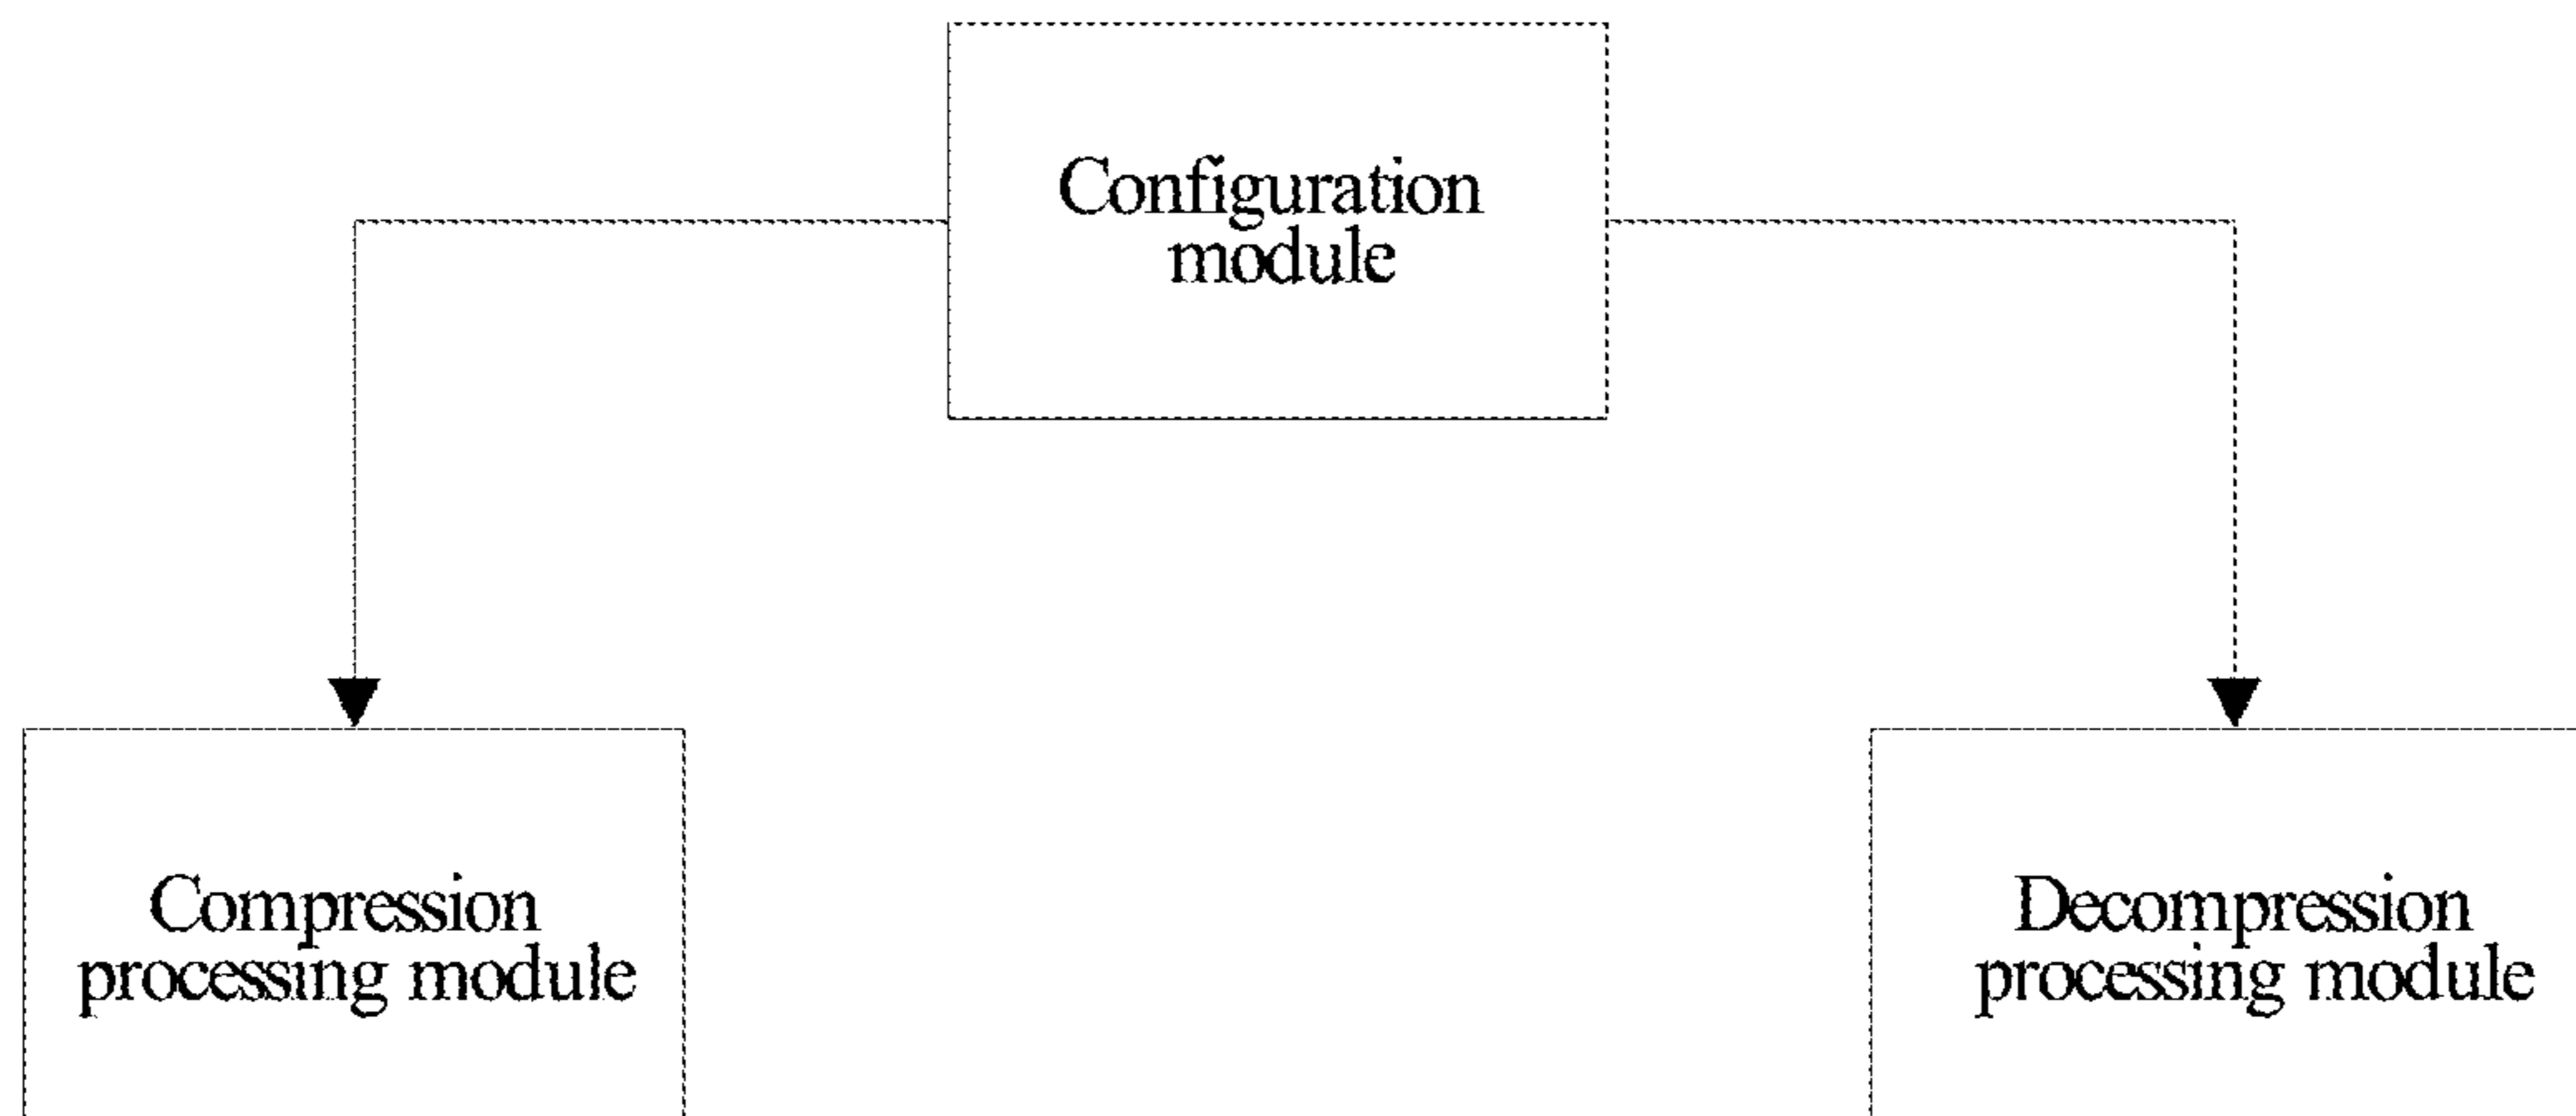 Configuration
module
Compression
processing module
Decompression
processing module